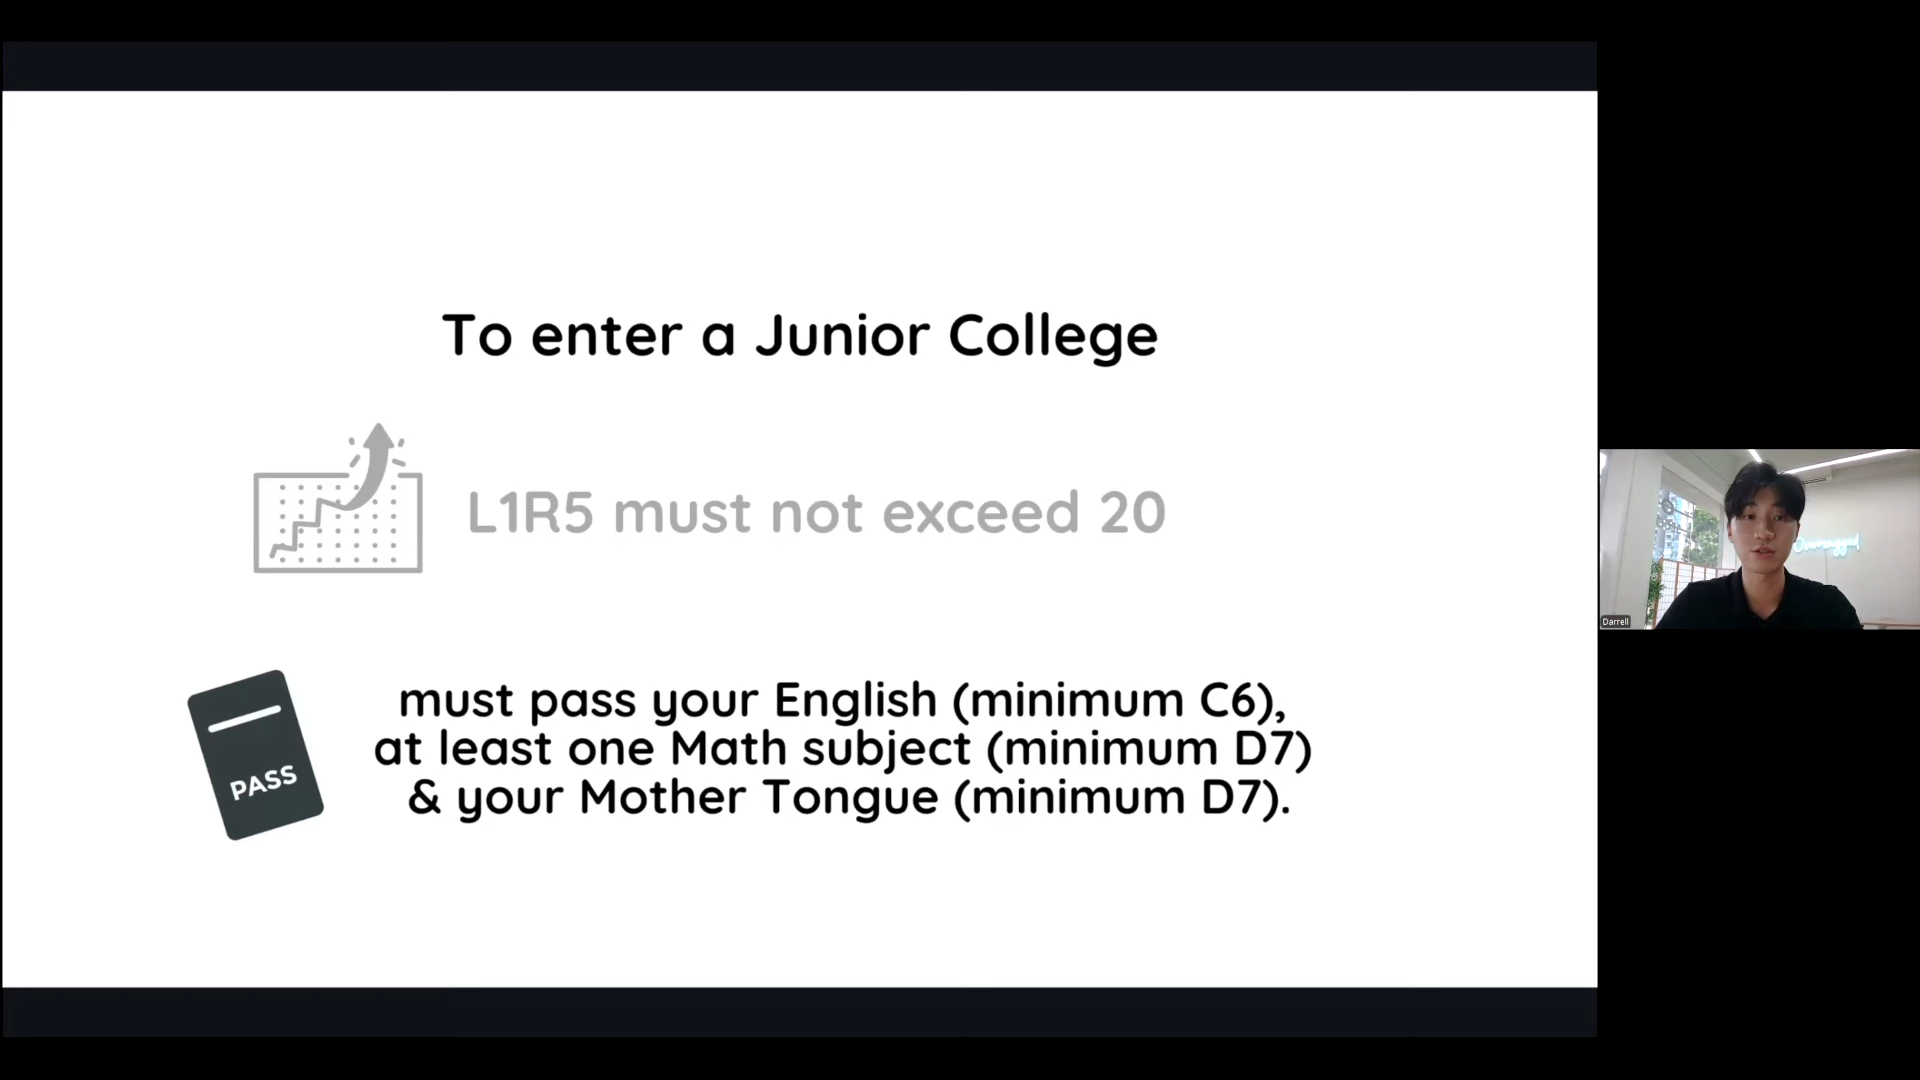 To enter a Junior College
L1R5 must not exceed 20
PASS
must pass your English (minimum C6),
at least one Math subject (minimum D7)
& your Mother Tongue (minimum D7).
Darrell